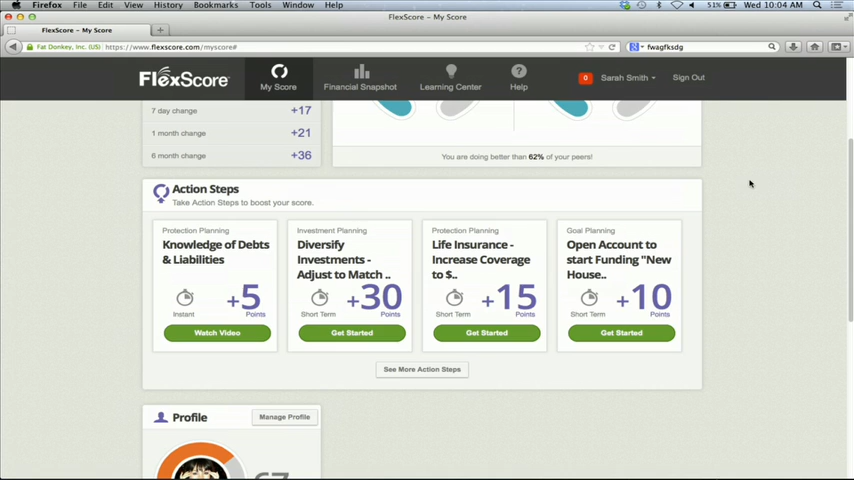 Firefox File Edit View History Bookmarks Tools Window Help 51% Wed 10:04 AM
FlexScore – My Score
FlexScore – My Score
Fat Donkey, Inc. (US) https://www.flexscore.com/myscore#
fwagfksdg
FlexScore
My Score
Financial Snapshot
Learning Center
Help
0 Sarah Smith
Sign Out
7 day change +17
1 month change +21
6 month change +36
You are doing better than 62% of your peers!
Action Steps
Take Action Steps to boost your score.
Protection Planning
Knowledge of Debts
& Liabilities
Instant
+5
Points
Watch Video
Investment Planning
Diversify
Investments -
Adjust to Match ..
Short Term
+30
Points
Get Started
Protection Planning
Life Insurance -
Increase Coverage
to $..
Short Term
+15
Points
Get Started
Goal Planning
Open Account to
start Funding "New
House..
Short Term
+10
Points
Get Started
See More Action Steps
Profile
Manage Profile